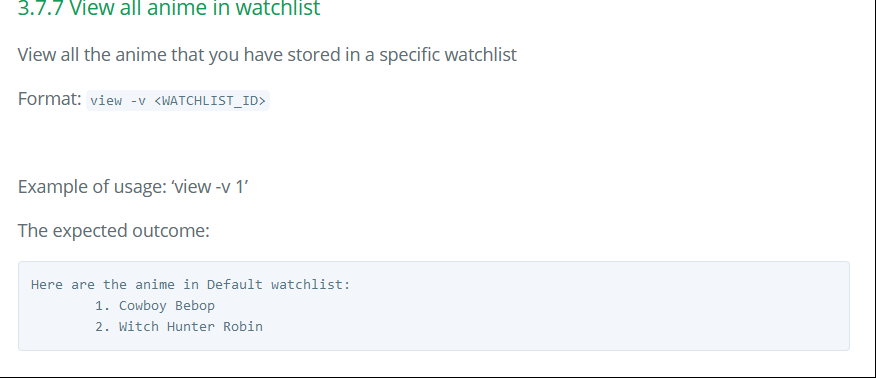 3.7.7 View all anime in watchlist
View all the anime that you have stored in a specific watchlist
Format: view -v <WATCHLIST_ID>
Example of usage: ‘view -v 1’
The expected outcome:
Here are the anime in Default watchlist:
1. Cowboy Bebop
2. Witch Hunter Robin